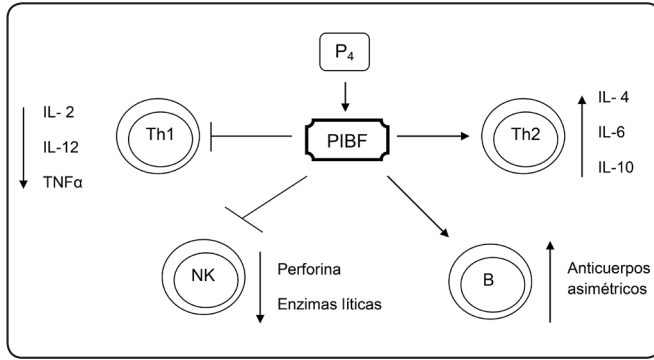 P4
IL- 2
IL-12
TNFα
Th1
PIBF
Th2
IL- 4
IL-6
IL-10
NK
Perforina
Enzimas líticas
B
Anticuerpos
asimétricos